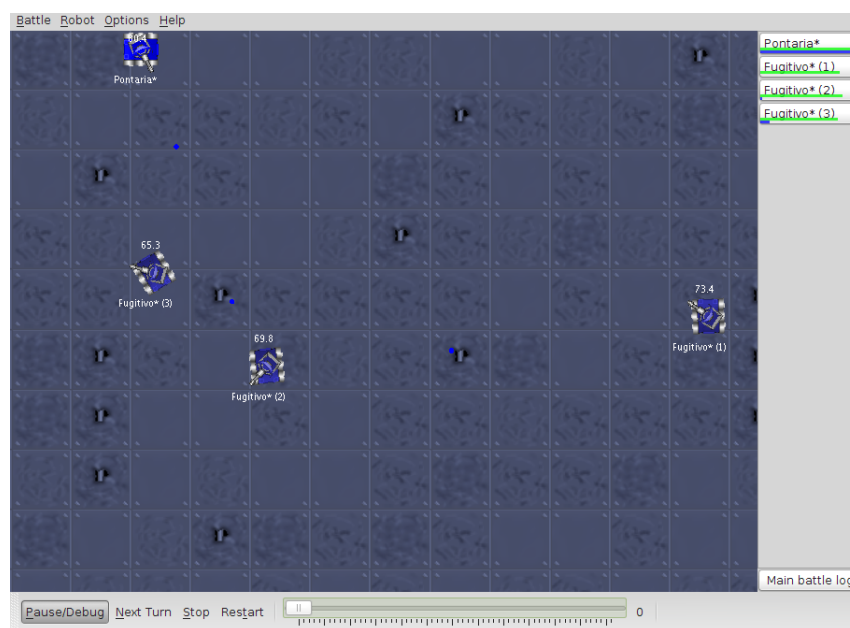 Battle Robot Options Help
Pontaria*
Pontaria*
Fugitivo* (1)
Fugitivo* (2)
Fugitivo* (3)
65.3
Fugitivo* (3)
73.4
Fugitivo* (1)
69.8
Fugitivo* (2)
Main battle log
Pause/Debug Next Turn Stop Restart 0